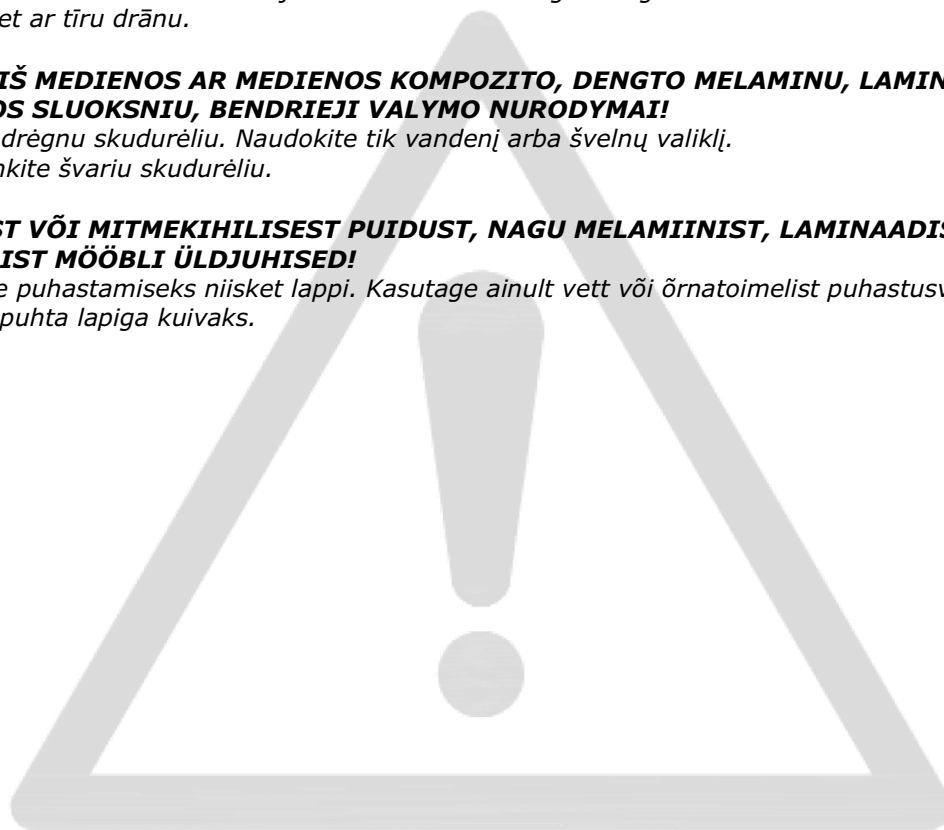 et ar tīru drānu.
IŠ MEDIENOS AR MEDIENOS KOMPOZITO, DENGTO MELAMINU, LAMIN
OS SLUOKSNIU, BENDRIEJI VALYMO NURODYMAI!
drėgnu skudurėliu. Naudokite tik vandenį arba švelnų valiklį.
nkite švariu skudurėliu.
ST VÕI MITMEKIHILISEST PUIDUST, NAGU MELAMIINIST, LAMINAADIS
LIST MÖÖBLI ÜLDJUHISED!
e puhastamiseks niisket lappi. Kasutage ainult vett või õrnatoimelist puhastusv
puhta lapiga kuivaks.